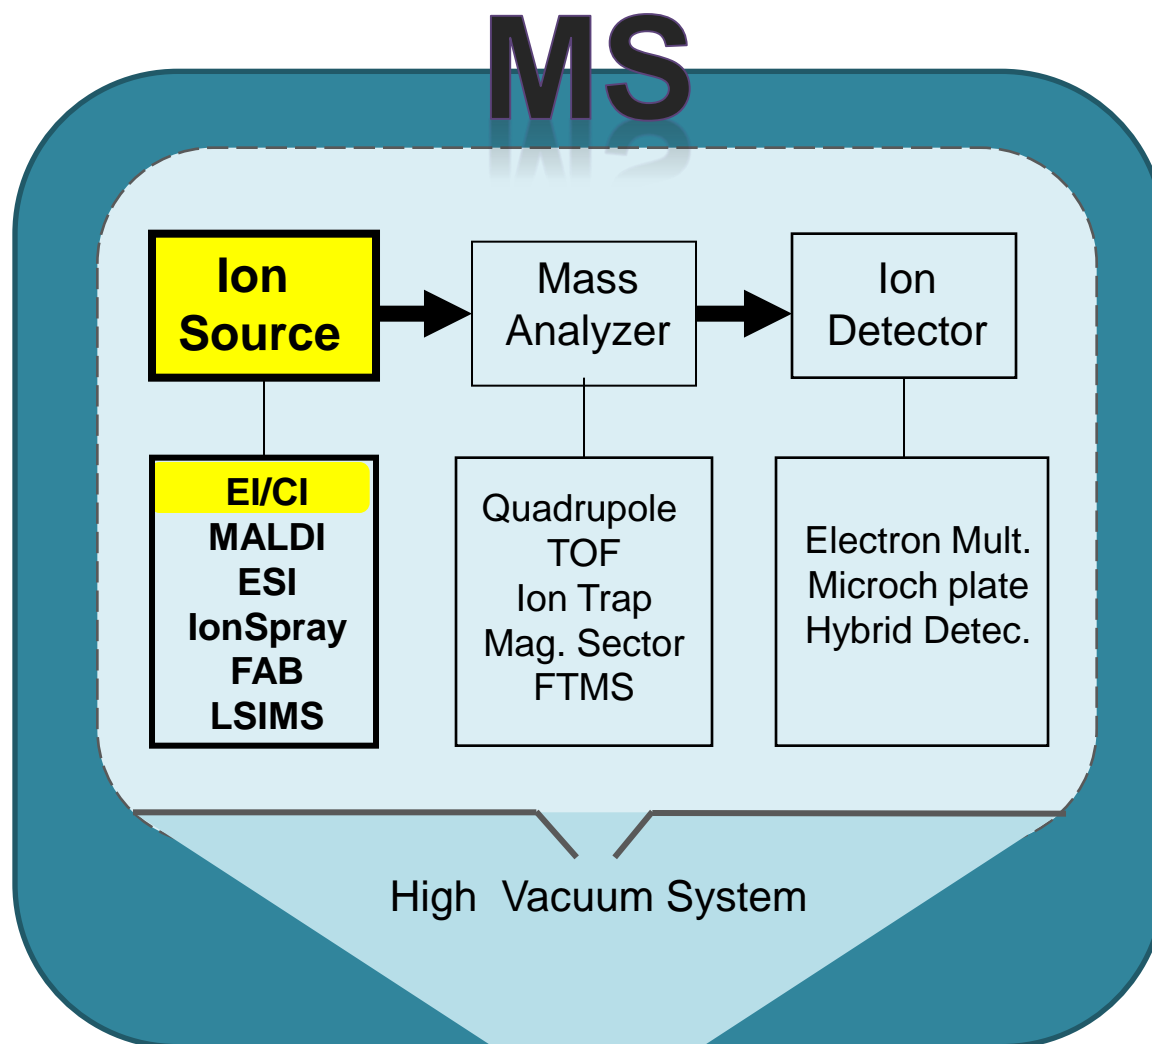 MS
Ion
Source
Mass
Analyzer
Ion
Detector
EI/CI
MALDI
ESI
IonSpray
FAB
LSIMS
Quadrupole
TOF
Ion Trap
Mag. Sector
FTMS
Electron Mult.
Microch plate
Hybrid Detec.
High Vacuum System